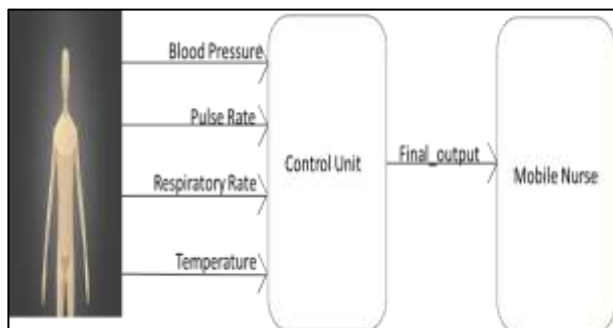 Blood Pressure
Pulse Rate
Respiratory Rate
Temperature
Control Unit
Final_output
Mobile Nurse